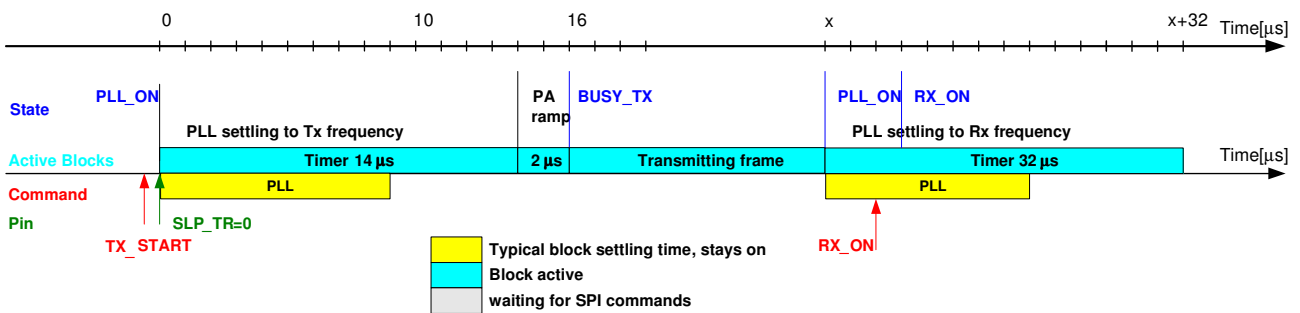 0 10 16 x x+32 Time[µs]
State PLL_ON PA ramp BUSY_TX PLL_ON RX_ON
PLL settling to Tx frequency PLL settling to Rx frequency
Active Blocks Timer 14 µs 2 µs Transmitting frame Timer 32 µs Time[µs]
Command PLL PLL
Pin SLP_TR=0
TX_START RX_ON
Typical block settling time, stays on
Block active
waiting for SPI commands